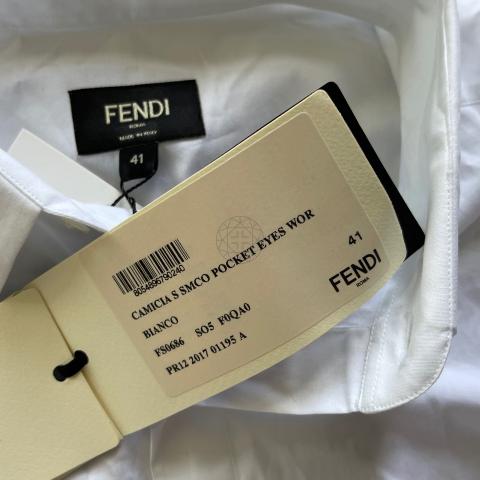 FENDI
ROMA
MADE IN ITALY
41
8054896790240
CAMICIA S SMCO POCKET EYES WOR
BIANCO
FS0686 SO5 F0QA0
PR12 2017 01195 A
41
FENDI
ROMA